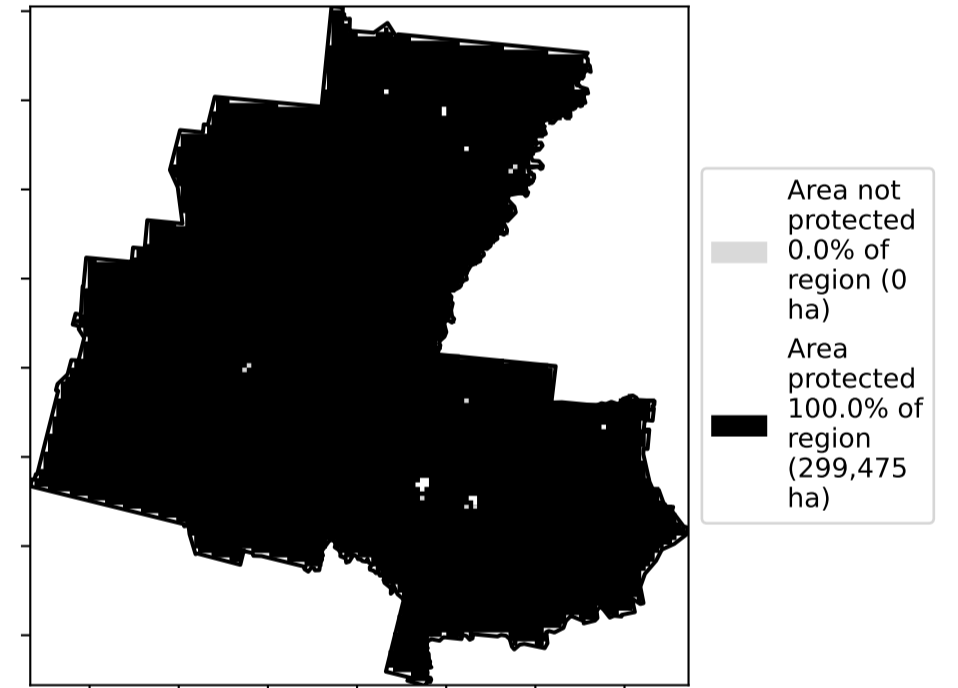 Area not
protected
0.0% of
region (0
ha)
Area
protected
100.0% of
region
(299,475
ha)